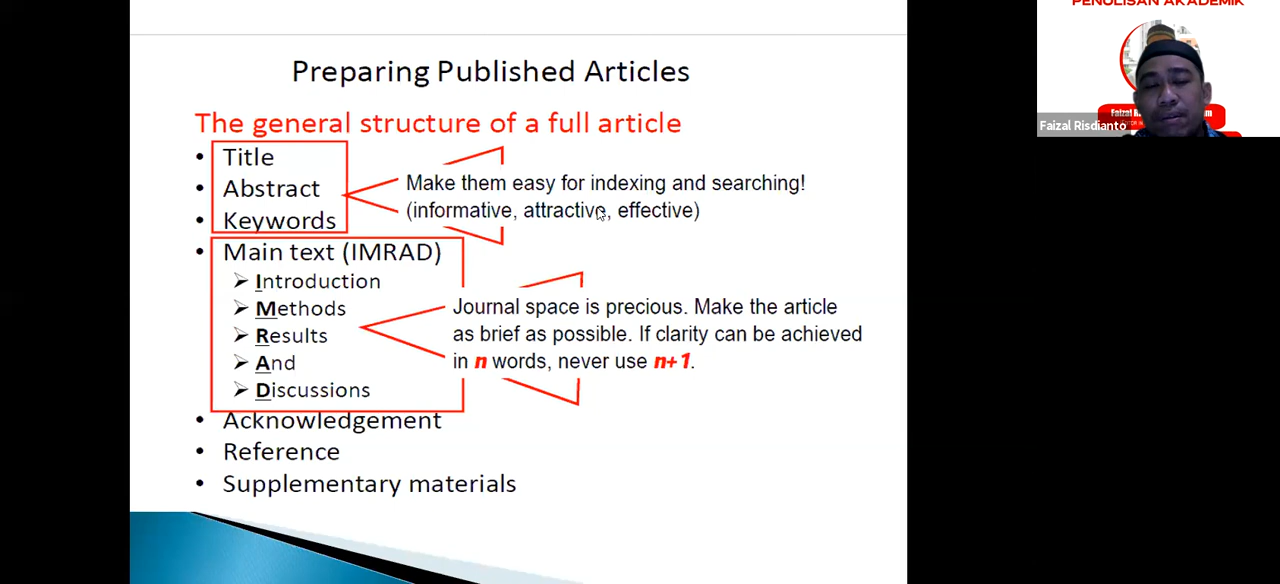 PENULISAN AKADEMIK
Preparing Published Articles
The general structure of a full article
• Title
• Abstract
• Keywords
Make them easy for indexing and searching!
(informative, attractive, effective)
• Main text (IMRAD)
➢ Introduction
➢ Methods
➢ Results
➢ And
➢ Discussions
Journal space is precious. Make the article
as brief as possible. If clarity can be achieved
in n words, never use n+1.
• Acknowledgement
• Reference
• Supplementary materials
Faizal
Faizal Risdianto